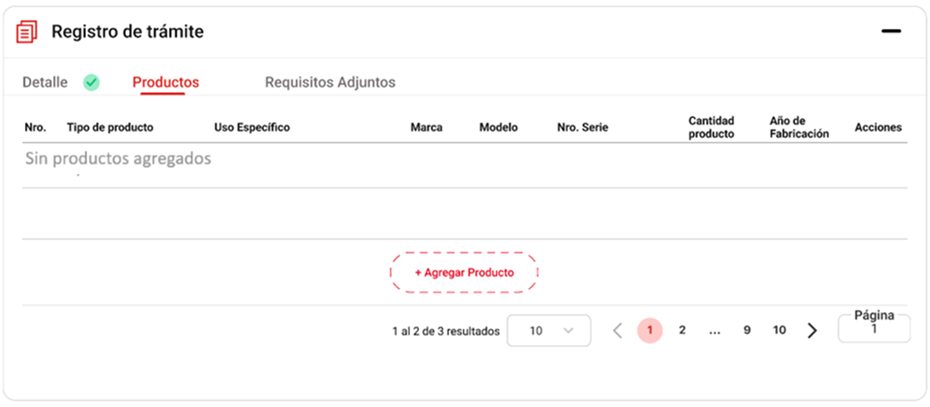 Registro de trámite
Detalle Productos Requisitos Adjuntos
Nro. Tipo de producto Uso Específico Marca Modelo Nro. Serie Cantidad producto Año de Fabricación Acciones
Sin productos agregados
+ Agregar Producto
1 al 2 de 3 resultados 10 1 2 ... 9 10 Página 1